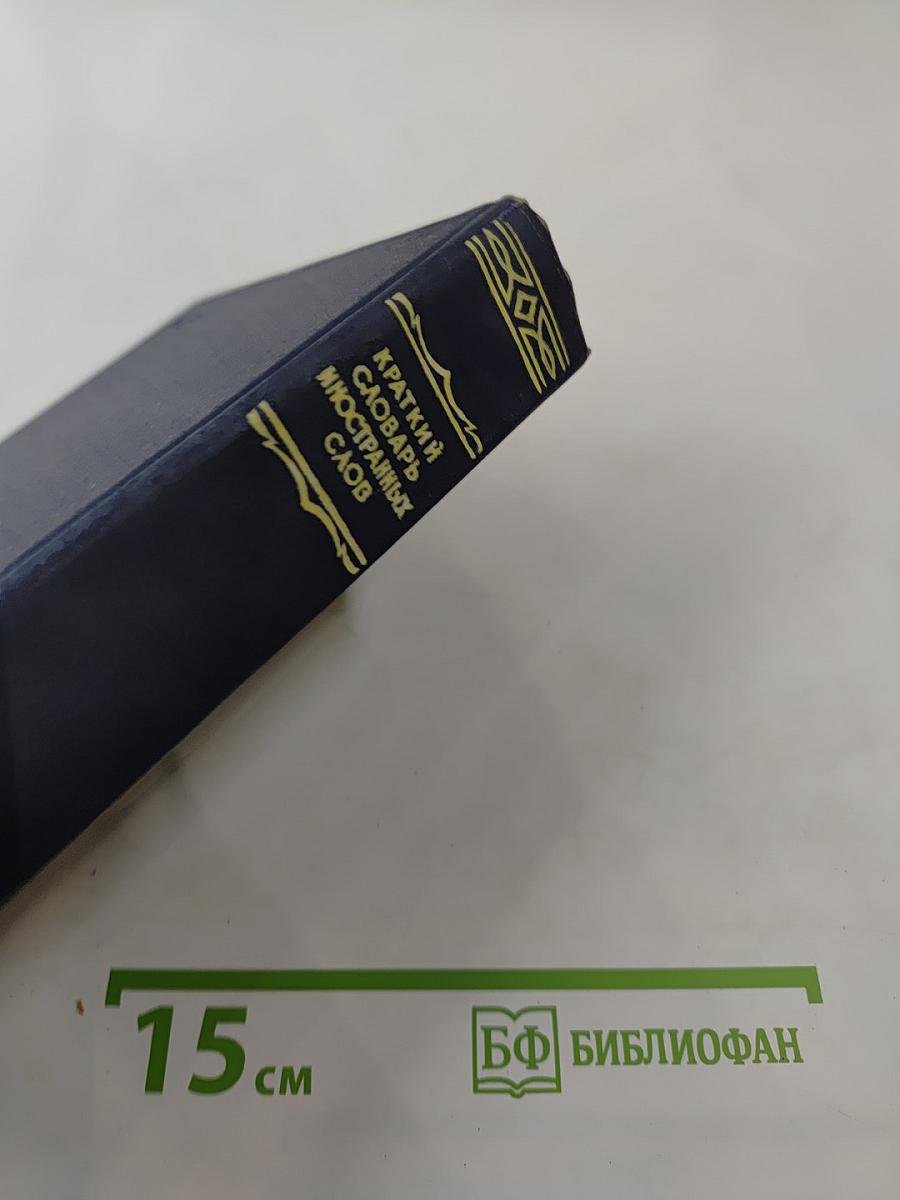 КРАТКИЙ
СЛОВАРЬ
ИНОСТРАННЫХ
СЛОВ
15 см
БФ БИБЛИОФАН